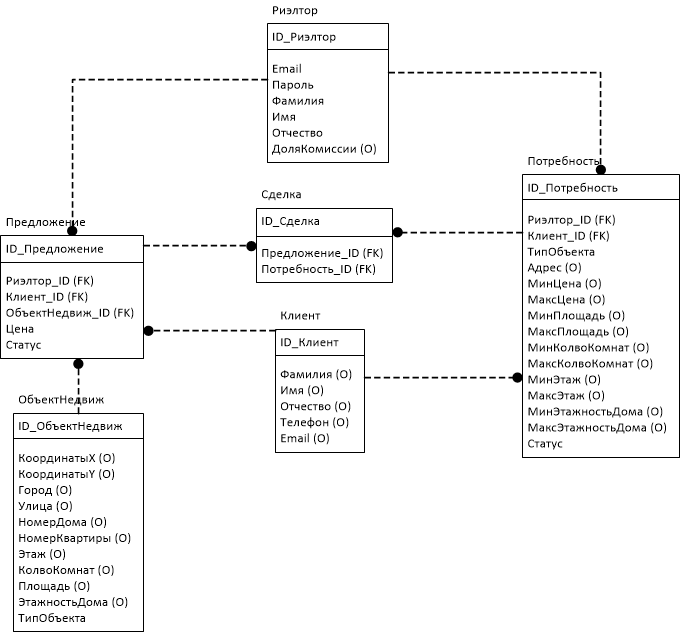 Риэлтор
ID_Риэлтор
Email
Пароль
Фамилия
Имя
Отчество
ДоляКомиссии (О)
Потребность
ID_Потребность
Риэлтор_ID (FK)
Клиент_ID (FK)
ТипОбъекта
Адрес (О)
МинЦена (О)
МаксЦена (О)
МинПлощадь (О)
МаксПлощадь (О)
МинКолвоКомнат (О)
МаксКолвоКомнат (О)
МинЭтаж (О)
МаксЭтаж (О)
МинЭтажностьДома (О)
МаксЭтажностьДома (О)
Статус
Сделка
ID_Сделка
Предложение_ID (FK)
Потребность_ID (FK)
Предложение
ID_Предложение
Риэлтор_ID (FK)
Клиент_ID (FK)
ОбъектНедвиж_ID (FK)
Цена
Статус
Клиент
ID_Клиент
Фамилия (О)
Имя (О)
Отчество (О)
Телефон (О)
Email (О)
ОбъектНедвиж
ID_ОбъектНедвиж
КоординатыX (О)
КоординатыY (О)
Город (О)
Улица (О)
НомерДома (О)
НомерКвартиры (О)
Этаж (О)
КолвоКомнат (О)
Площадь (О)
ЭтажностьДома (О)
ТипОбъекта